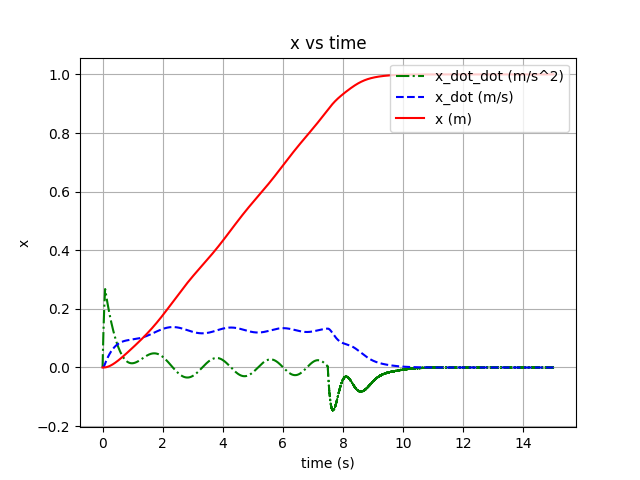 x vs time
x_dot_dot (m/s^2)
x_dot (m/s)
x (m)
1.0
0.8
0.6
0.4
0.2
0.0
−0.2
x
0 2 4 6 8 10 12 14
time (s)